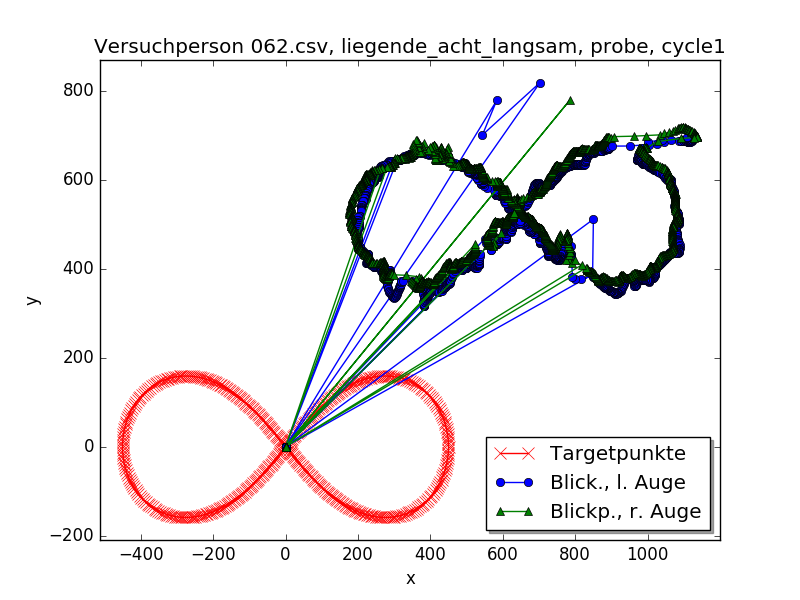 Versuchperson 062.csv, liegende_acht_langsam, probe, cycle1
800
600
400
200
0
−200
y
−400
−200
0
200
400
600
800
1000
x
Targetpunkte
Blick., l. Auge
Blickp., r. Auge